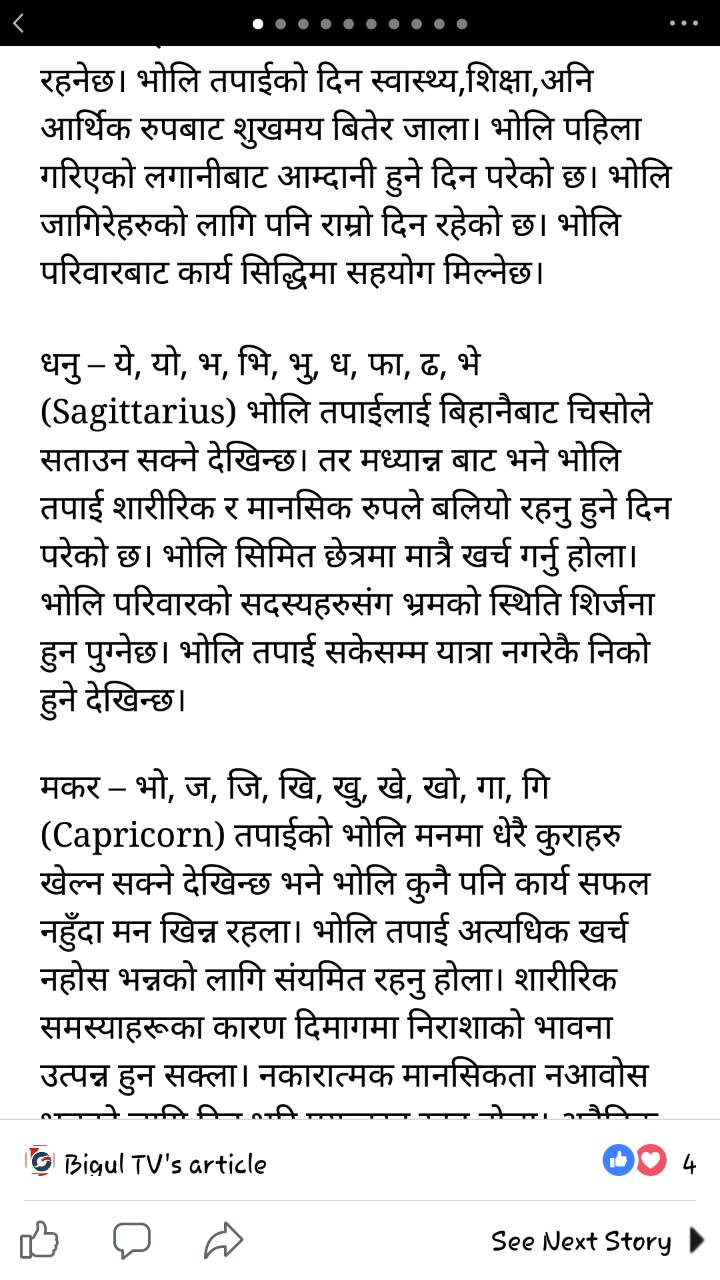 रहनेछ। भोलि तपाईको दिन स्वास्थ्य,शिक्षा,अनि
आर्थिक रुपबाट शुखमय बितेर जाला। भोलि पहिला
गरिएको लगानीबाट आम्दानी हुने दिन परेको छ। भोलि
जागिरेहरुको लागि पनि राम्रो दिन रहेको छ। भोलि
परिवारबाट कार्य सिद्धिमा सहयोग मिल्नेछ।
धनु – ये, यो, भ, भि, भु, ध, फा, ढ, भे
(Sagittarius) भोलि तपाईलाई बिहानैबाट चिसोले
सताउन सक्ने देखिन्छ। तर मध्यान्न बाट भने भोलि
तपाई शारीरिक र मानसिक रुपले बलियो रहनु हुने दिन
परेको छ। भोलि सिमित छेत्रमा मात्रै खर्च गर्नु होला।
भोलि परिवारको सदस्यहरुसंग भ्रमको स्थिति शिर्जना
हुन पुग्नेछ। भोलि तपाई सकेसम्म यात्रा नगरेकै निको
हुने देखिन्छ।
मकर – भो, ज, जि, खि, खु, खे, खो, गा, गि
(Capricorn) तपाईको भोलि मनमा धेरै कुराहरु
खेल्न सक्ने देखिन्छ भने भोलि कुनै पनि कार्य सफल
नहुँदा मन खिन्न रहला। भोलि तपाई अत्यधिक खर्च
नहोस भन्नको लागि संयमित रहनु होला। शारीरिक
समस्याहरूका कारण दिमागमा निराशाको भावना
उत्पन्न हुन सक्ला। नकारात्मक मानसिकता नआवोस
Bigul TV's article
4
See Next Story